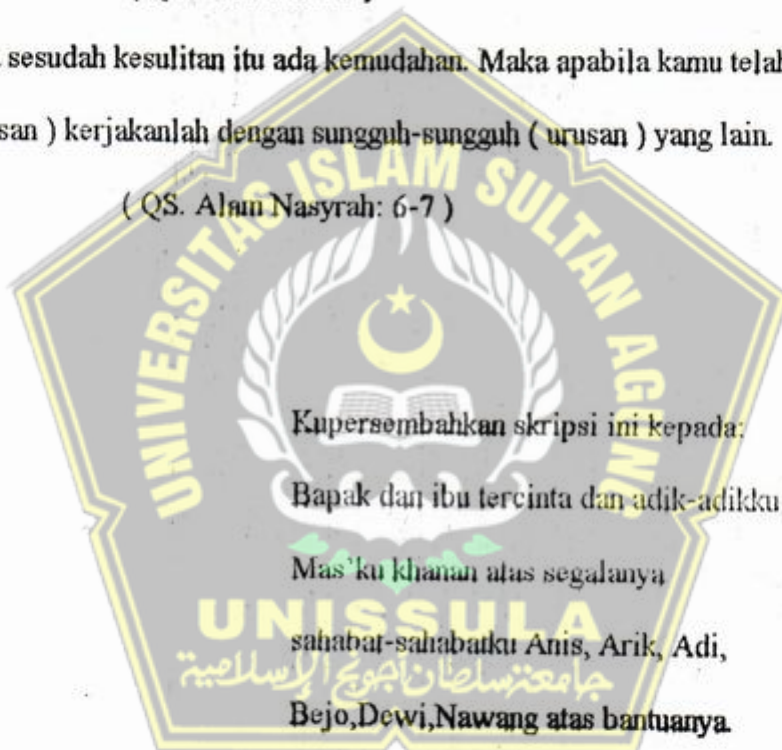 sesudah kesulitan itu ada kemudahan. Maka apabila kamu telah
san ) kerjakanlah dengan sungguh-sungguh ( urusan ) yang lain.
( QS. Alam Nasyrah: 6-7 )
UNIVERSITAS ISLAM SULTAN AGUNG
Kupersembahkan skripsi ini kepada:
Bapak dan ibu tercinta dan adik-adikku
Mas'ku khanan atas segalanya
UNISSULA
sahabat-sahabatku Anis, Arik, Adi,
جامعتنسلطان أجونج الإسلامية
Bejo,Dewi,Nawang atas bantuanya.